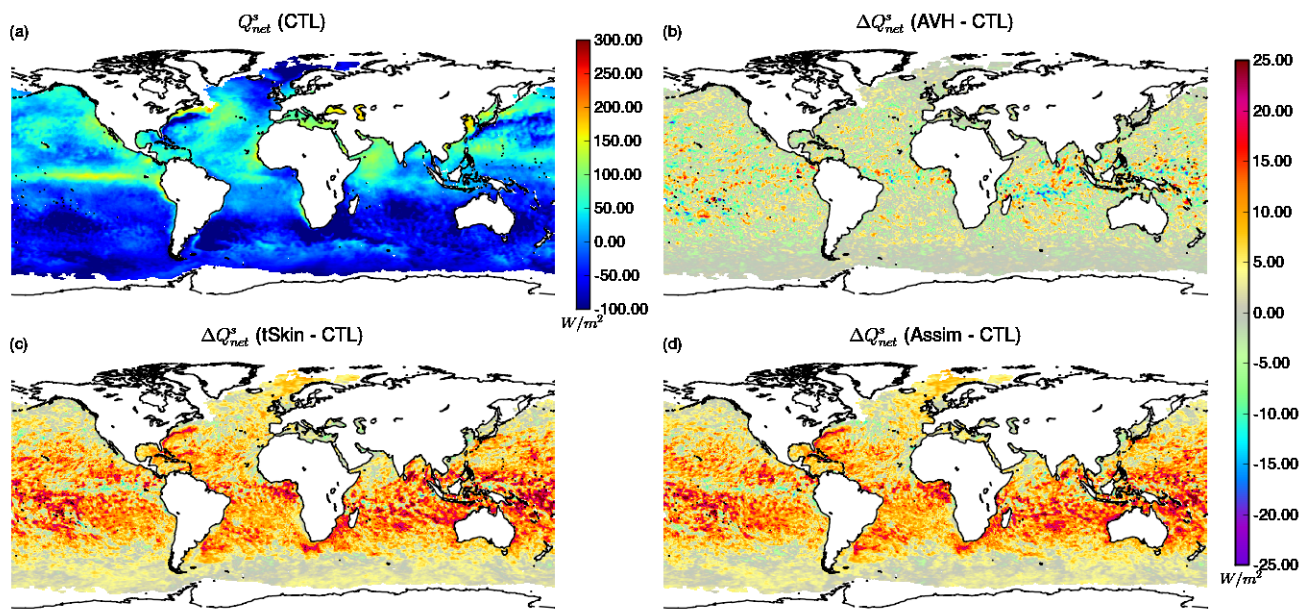 (a)
Q^s_net (CTL)
300.00
250.00
200.00
150.00
100.00
50.00
0.00
-50.00
-100.00
W/m²
(b)
ΔQ^s_net (AVH - CTL)
25.00
20.00
15.00
10.00
5.00
0.00
-5.00
-10.00
-15.00
-20.00
-25.00
W/m²
(c)
ΔQ^s_net (tSkin - CTL)
(d)
ΔQ^s_net (Assim - CTL)